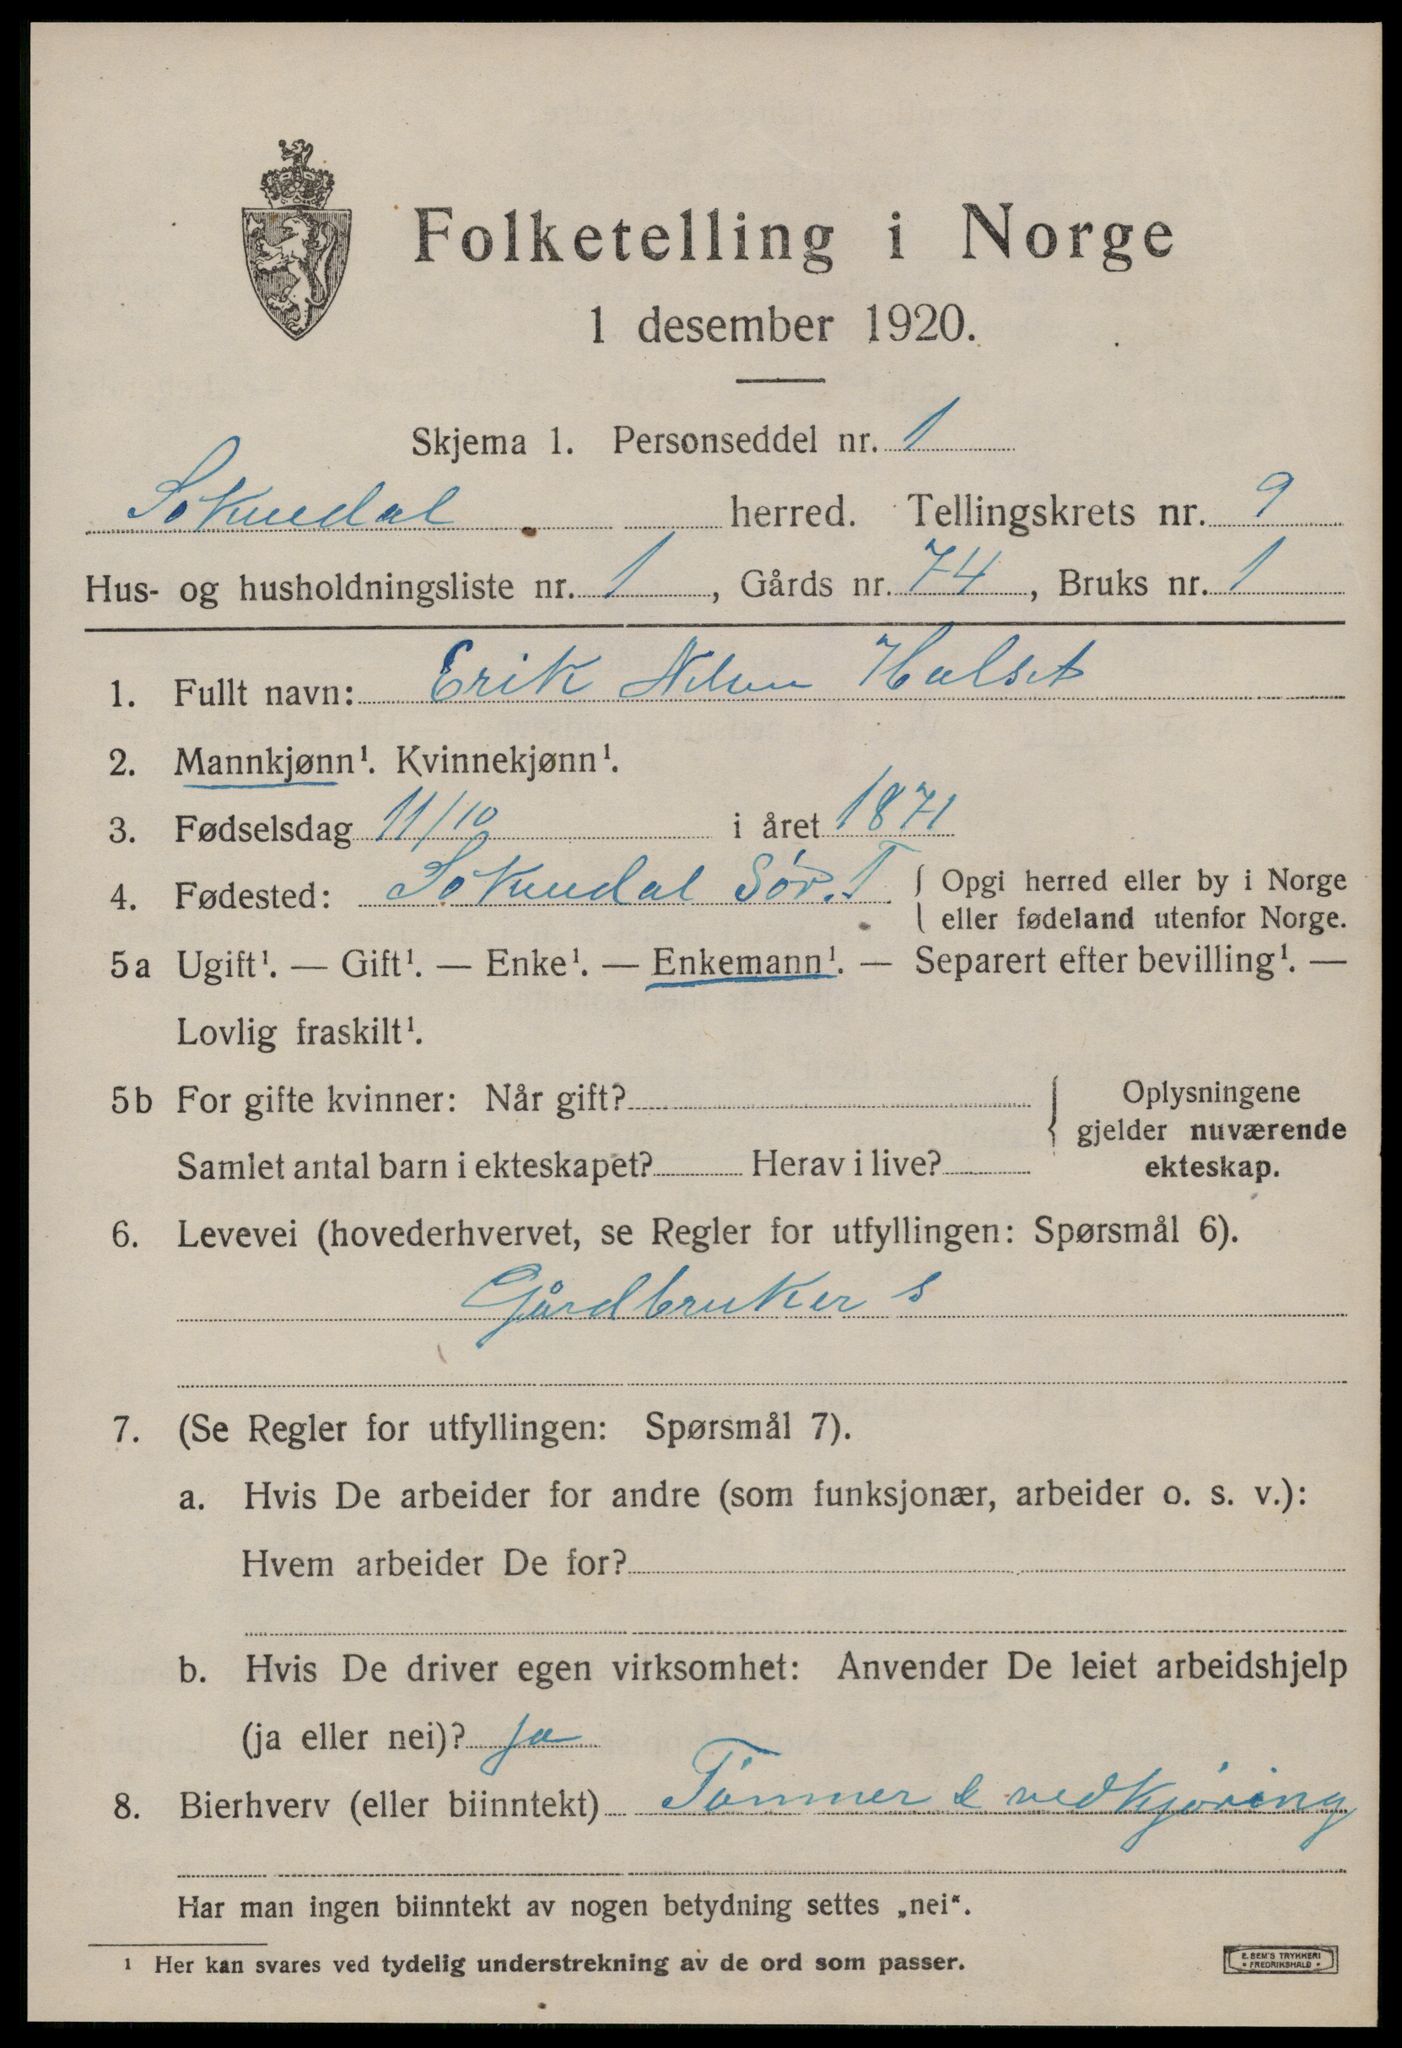 Folketelling i Norge
1 desember 1920.
Skjema 1. Personseddel nr. 1
Sokndal herred. Tellingskrets nr. 9
Hus- og husholdningsliste nr. 1, Gårds nr. 74, Bruks nr. 1
1. Fullt navn: Erik Nilsen Halset
2. Mannkjønn¹. Kvinnekjønn¹.
3. Fødselsdag 11/10 i året 1871
4. Fødested: Sokndal Sør. T { Opgi herred eller by i Norge
eller fødeland utenfor Norge.
5a Ugift¹. — Gift¹. — Enke¹. — Enkemann¹. — Separert efter bevilling¹. —
Lovlig fraskilt¹.
5b For gifte kvinner: Når gift? { Oplysningene
gjelder nuværende
Samlet antal barn i ekteskapet? Herav i live? ekteskap.
6. Levevei (hovederhvervet, se Regler for utfyllingen: Spørsmål 6).
Gårdbruker s
7. (Se Regler for utfyllingen: Spørsmål 7).
a. Hvis De arbeider for andre (som funksjonær, arbeider o. s. v.):
Hvem arbeider De for?
b. Hvis De driver egen virksomhet: Anvender De leiet arbeidshjelp
(ja eller nei)? ja
8. Bierhverv (eller biinntekt) Tømmer & vedkjøring
Har man ingen biinntekt av nogen betydning settes „nei“.
¹ Her kan svares ved tydelig understrekning av de ord som passer.
E. SEM'S TRYKKERI
• FREDRIKSHALD •